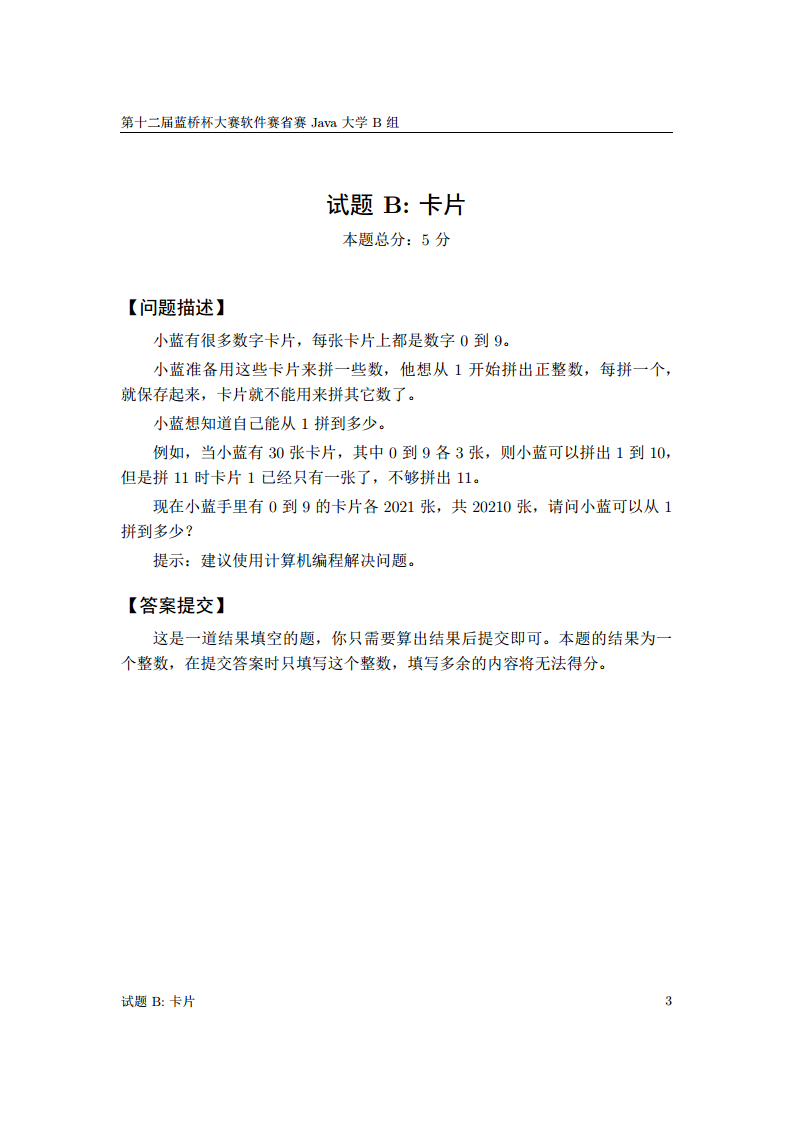 第十二届蓝桥杯大赛软件赛省赛 Java 大学 B 组
试题 B: 卡片
本题总分：5 分
【问题描述】
小蓝有很多数字卡片，每张卡片上都是数字 0 到 9。
小蓝准备用这些卡片来拼一些数，他想从 1 开始拼出正整数，每拼一个，
就保存起来，卡片就不能用来拼其它数了。
小蓝想知道自己能从 1 拼到多少。
例如，当小蓝有 30 张卡片，其中 0 到 9 各 3 张，则小蓝可以拼出 1 到 10，
但是拼 11 时卡片 1 已经只有一张了，不够拼出 11。
现在小蓝手里有 0 到 9 的卡片各 2021 张，共 20210 张，请问小蓝可以从 1
拼到多少？
提示：建议使用计算机编程解决问题。
【答案提交】
这是一道结果填空的题，你只需要算出结果后提交即可。本题的结果为一
个整数，在提交答案时只填写这个整数，填写多余的内容将无法得分。
试题 B: 卡片
3